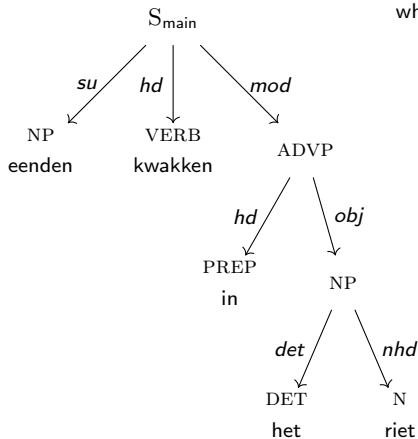 wh
S_main
su hd mod
NP VERB ADVP
eenden kwakken
hd obj
PREP NP
in
det nhd
DET N
het riet